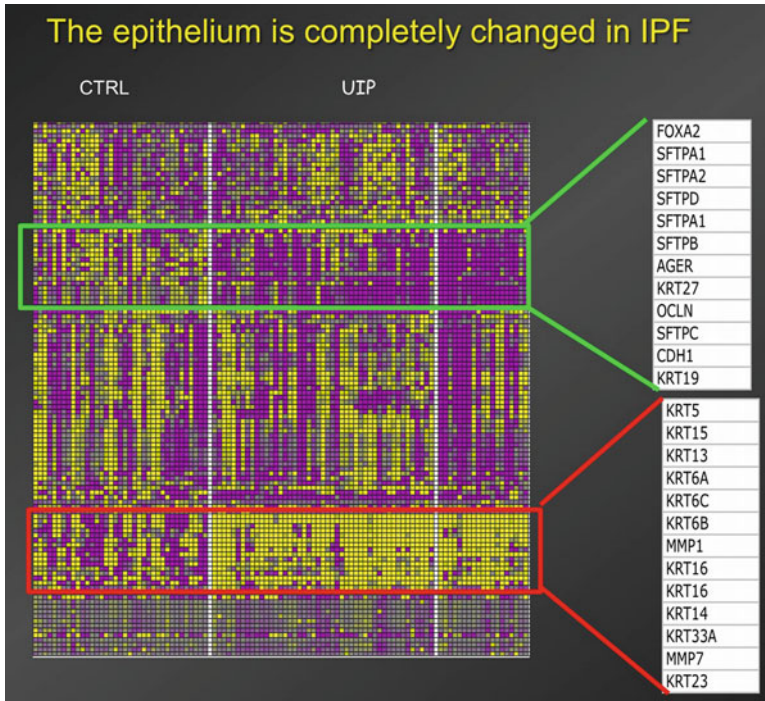 The epithelium is completely changed in IPF
CTRL
UIP
FOXA2
SFTPA1
SFTPA2
SFTPD
SFTPA1
SFTPB
AGER
KRT27
OCLN
SFTPC
CDH1
KRT19
KRT5
KRT15
KRT13
KRT6A
KRT6C
KRT6B
MMP1
KRT16
KRT16
KRT14
KRT33A
MMP7
KRT23